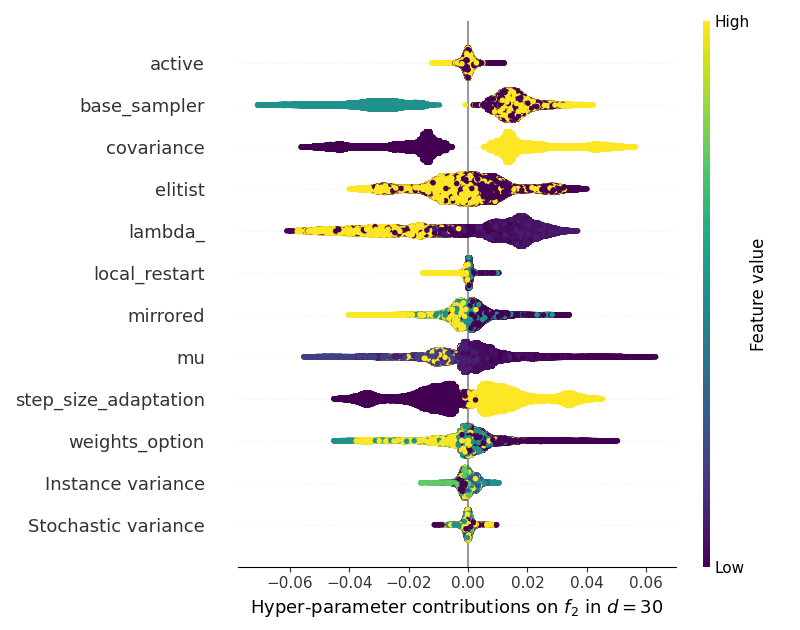 High
active
base_sampler
covariance
elitist
lambda_
local_restart
mirrored
mu
step_size_adaptation
weights_option
Instance variance
Stochastic variance
Feature value
Low
−0.06 −0.04 −0.02 0.00 0.02 0.04 0.06
Hyper-parameter contributions on f₂ in d = 30